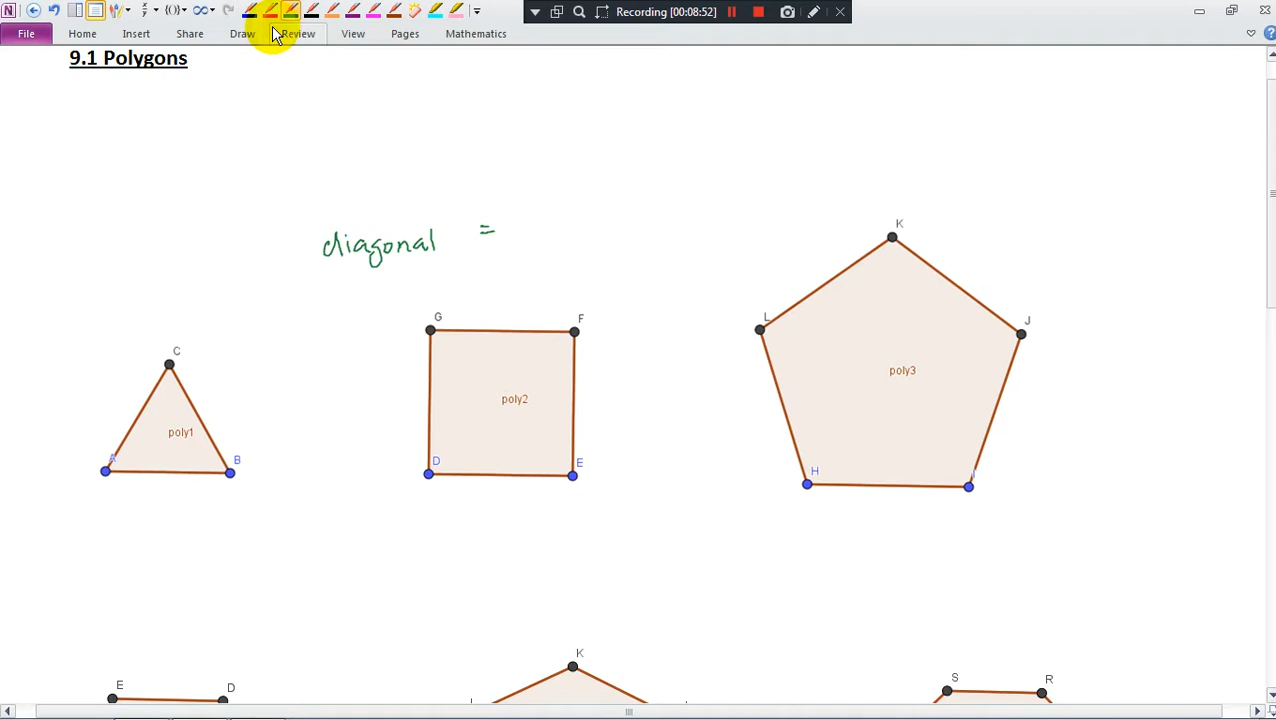 Recording [00:08:52]
File Home Insert Share Draw Review View Pages Mathematics
9.1 Polygons
diagonal =
K
G F
L J
C
poly3
poly2
poly1
A B
D E
H I
K
E D
S R